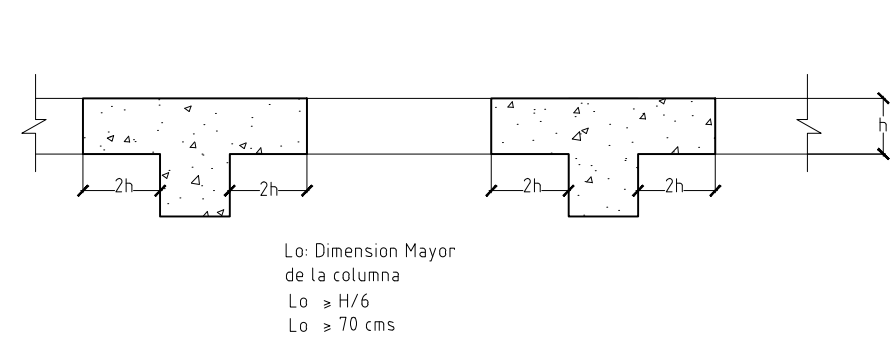 h
2h 2h 2h 2h
Lo: Dimension Mayor
de la columna
Lo ≥ H/6
Lo ≥ 70 cms